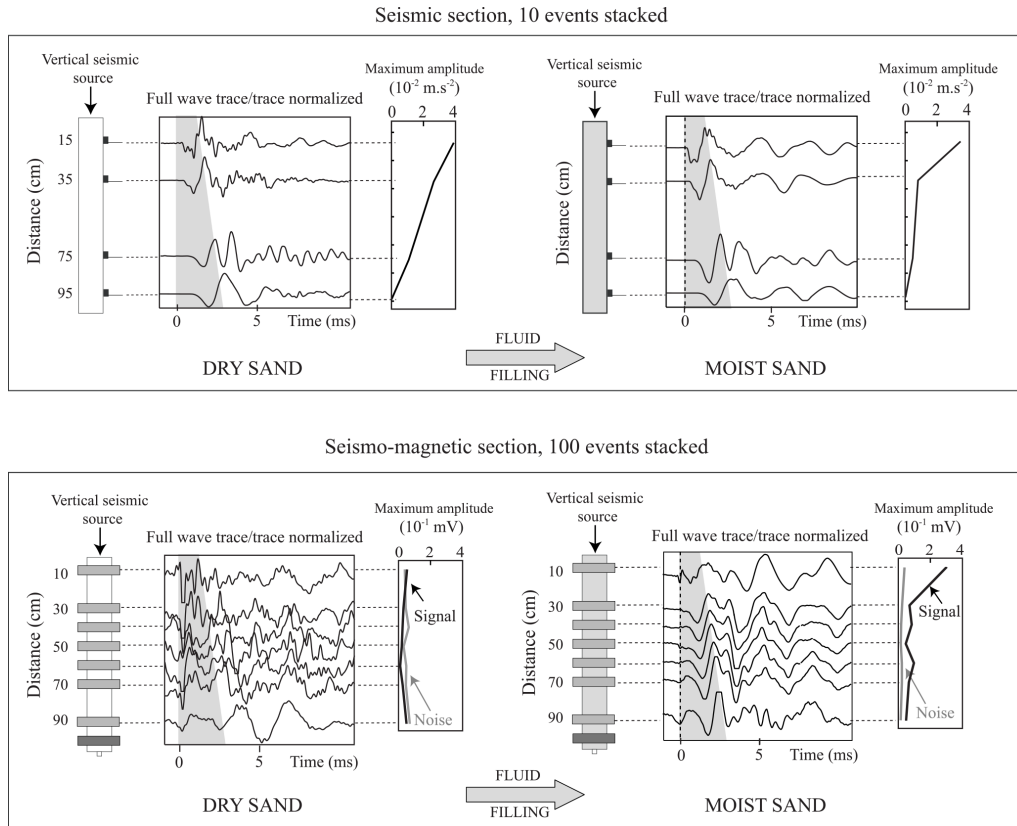 Seismic section, 10 events stacked
Vertical seismic
source
Full wave trace/trace normalized
Maximum amplitude
(10⁻² m.s⁻²)
0 2 4
Distance (cm)
15
35
75
95
0 5 Time (ms)
DRY SAND
FLUID
FILLING
Vertical seismic
source
Full wave trace/trace normalized
Maximum amplitude
(10⁻² m.s⁻²)
0 2 4
Distance (cm)
0 5 Time (ms)
MOIST SAND
Seismo-magnetic section, 100 events stacked
Vertical seismic
source
Full wave trace/trace normalized
Maximum amplitude
(10⁻¹ mV)
0 2 4
Distance (cm)
10
30
50
70
90
Signal
Noise
0 5 Time (ms)
DRY SAND
FLUID
FILLING
Vertical seismic
source
Full wave trace/trace normalized
Maximum amplitude
(10⁻¹ mV)
0 2 4
Distance (cm)
10
30
50
70
90
Signal
Noise
0 5 Time (ms)
MOIST SAND